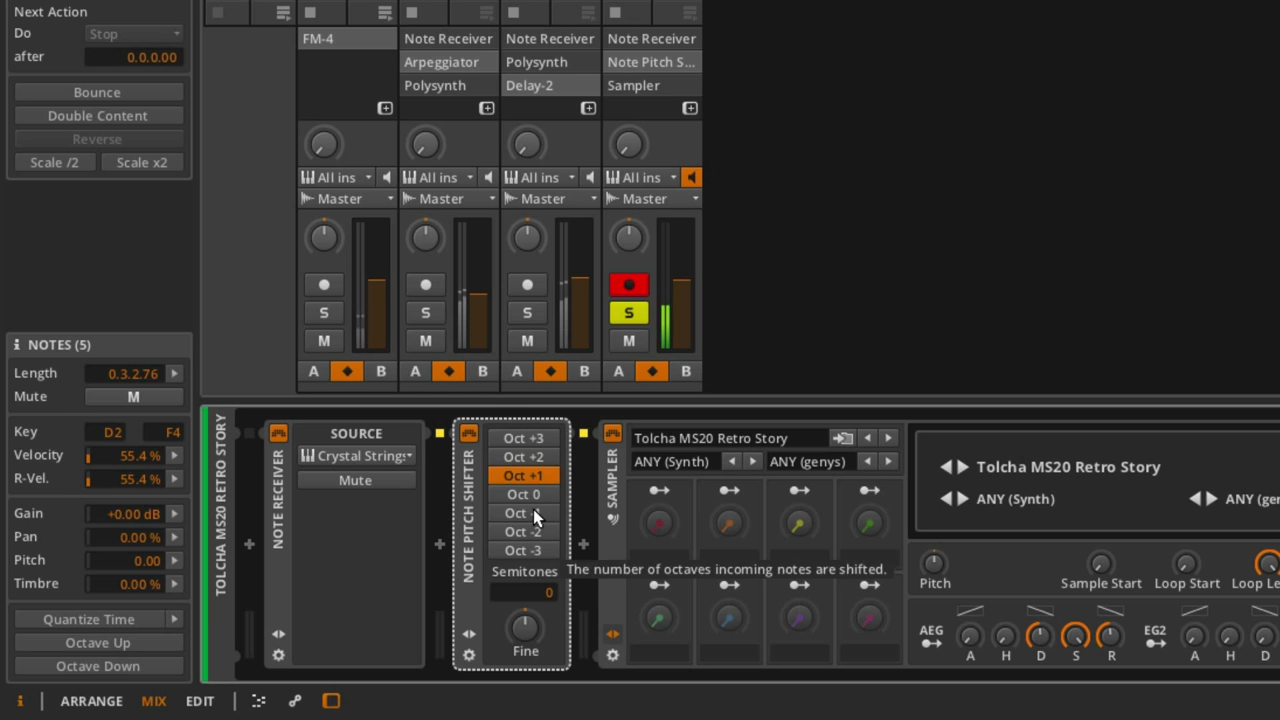 Next Action
Do Stop
after 0.0.0.00
Bounce
Double Content
Reverse
Scale /2 Scale x2
FM-4
Note Receiver Note Receiver Note Receiver
Arpeggiator Polysynth Note Pitch S...
Polysynth Delay-2 Sampler
All ins All ins All ins All ins
Master Master Master Master
S S S S
M M M M
A B A B A B A B
NOTES (5)
Length 0.3.2.76
Mute M
Key D2 F4
Velocity 55.4 %
R-Vel. 55.4 %
Gain +0.00 dB
Pan 0.00 %
Pitch 0.00
Timbre 0.00 %
Quantize Time
Octave Up
Octave Down
TOLCHA MS20 RETRO STORY
NOTE RECEIVER
SOURCE
Crystal Strings
Mute
NOTE PITCH SHIFTER
Oct +3
Oct +2
Oct +1
Oct 0
Oct
Oct -2
Oct -3
Semitones
0
Fine
The number of octaves incoming notes are shifted.
SAMPLER
Tolcha MS20 Retro Story
ANY (Synth) ANY (genys)
Tolcha MS20 Retro Story
ANY (Synth) ANY (ger
Pitch Sample Start Loop Start Loop Le
AEG A H D S R EG2 A H D
i ARRANGE MIX EDIT